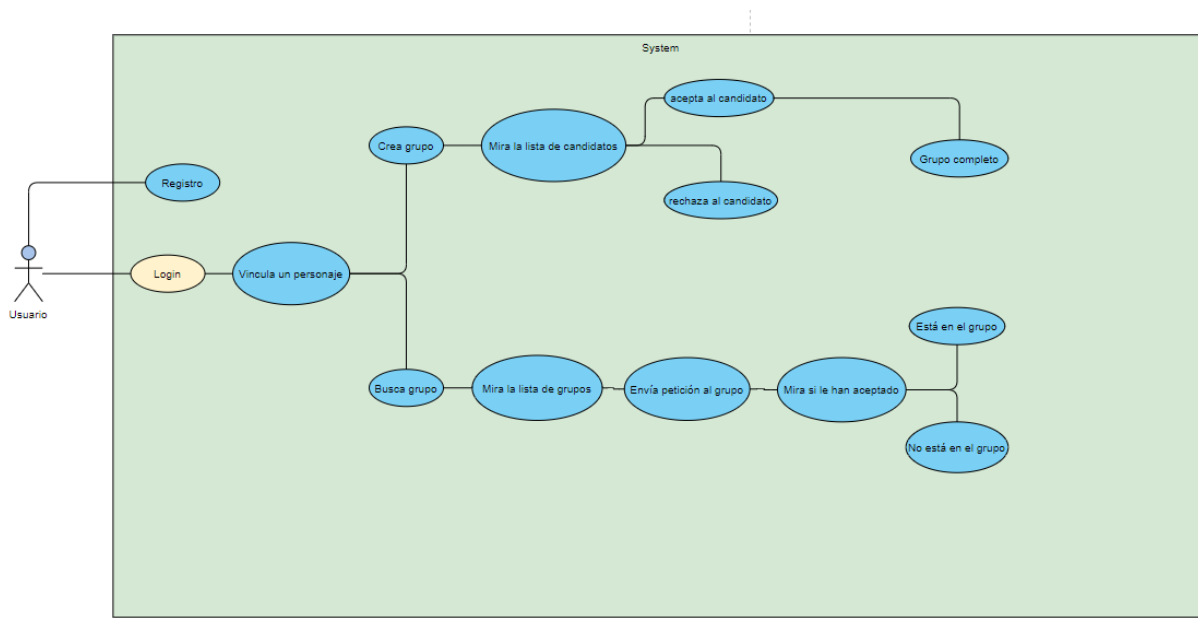 System
acepta al candidato
Crea grupo
Mira la lista de candidatos
Grupo completo
Registro
rechaza al candidato
Login
Vincula un personaje
Usuario
Está en el grupo
Busca grupo
Mira la lista de grupos
Envía petición al grupo
Mira si le han aceptado
No está en el grupo